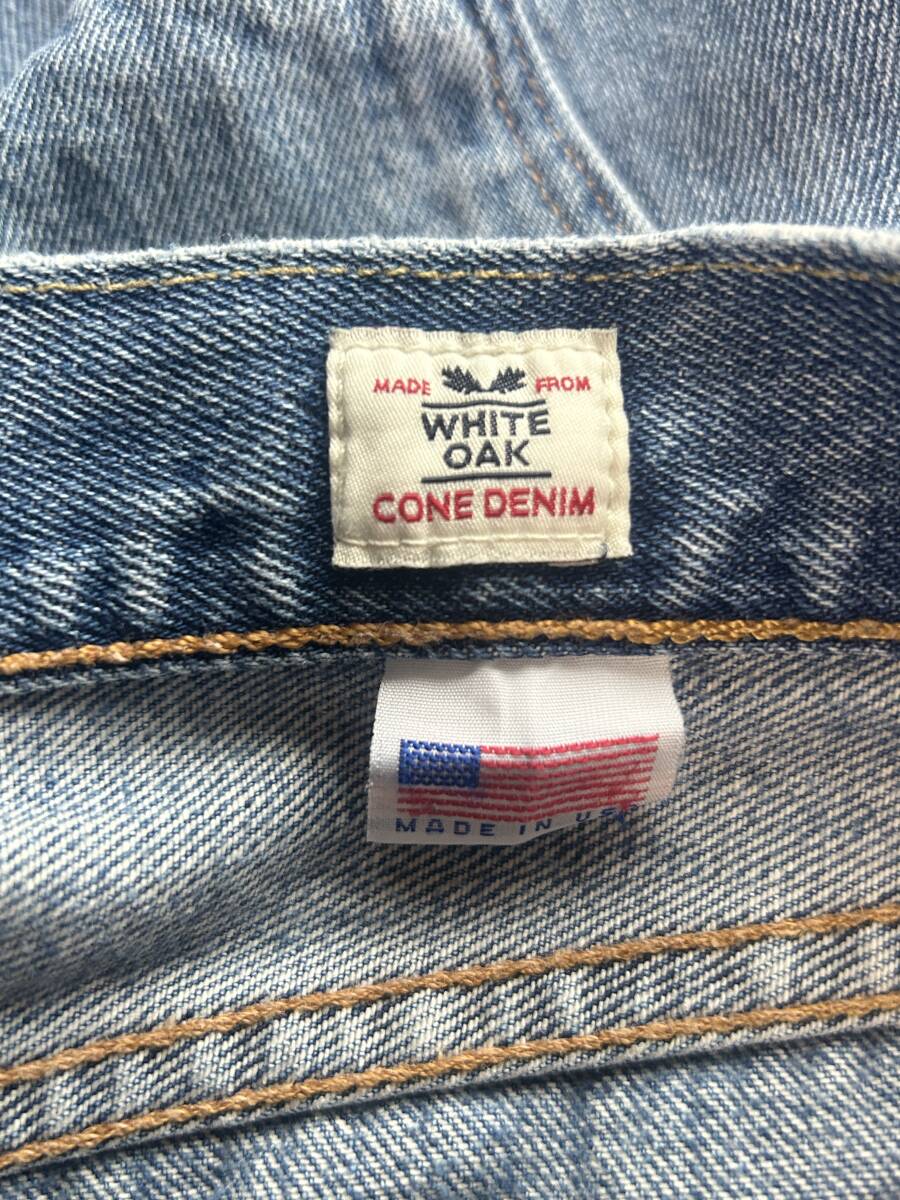 MADE FROM
WHITE
OAK
CONE DENIM
MADE IN USA